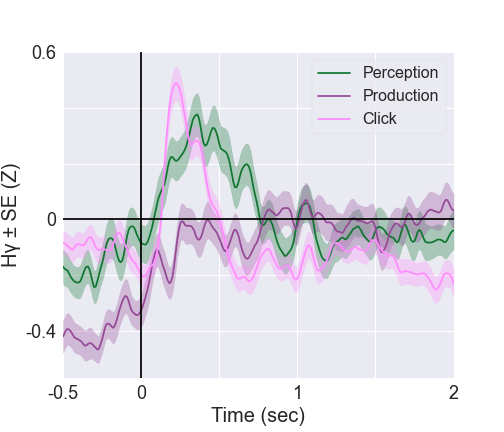 0.6
Perception
Production
Click
Hγ ± SE (Z)
0
-0.4
-0.5
0
1
2
Time (sec)